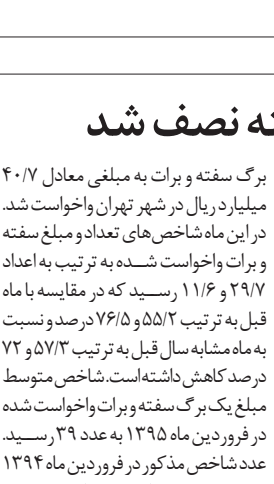 نه نصف شد
برگ سفته و برات به مبلغی معادل ۴۰/۷
میلیارد ریال در شهر تهران واخواست شد.
در این ماه شاخص‌های تعداد و مبلغ سفته
و برات واخواست شــده به ترتیب به اعداد
۲۹/۷ و ۱۱/۶ رســید که در مقایسه با ماه
قبل به ترتیب ۵۵/۲ و ۷۶/۵ درصد و نسبت
به ماه مشابه سال قبل به ترتیب ۵۷/۳ و ۷۲
درصد کاهش داشته است. شاخص متوسط
مبلغ یک برگ سفته و برات واخواست شده
در فروردین ماه ۱۳۹۵ به عدد ۳۹ رســید.
عدد شاخص مذکور در فروردین ماه ۱۳۹۴